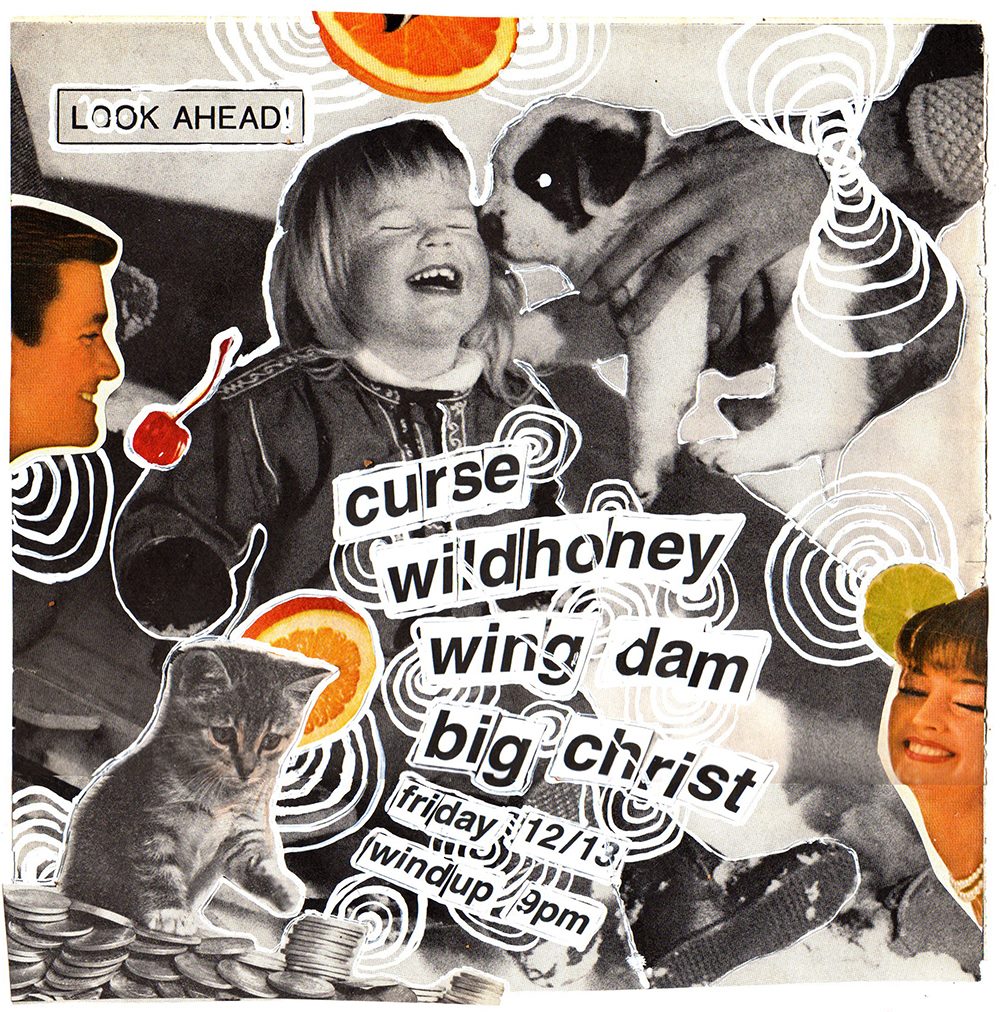 LOOK AHEAD!
curse
wildhoney
wing dam
big christ
friday 12/13
windup 9pm